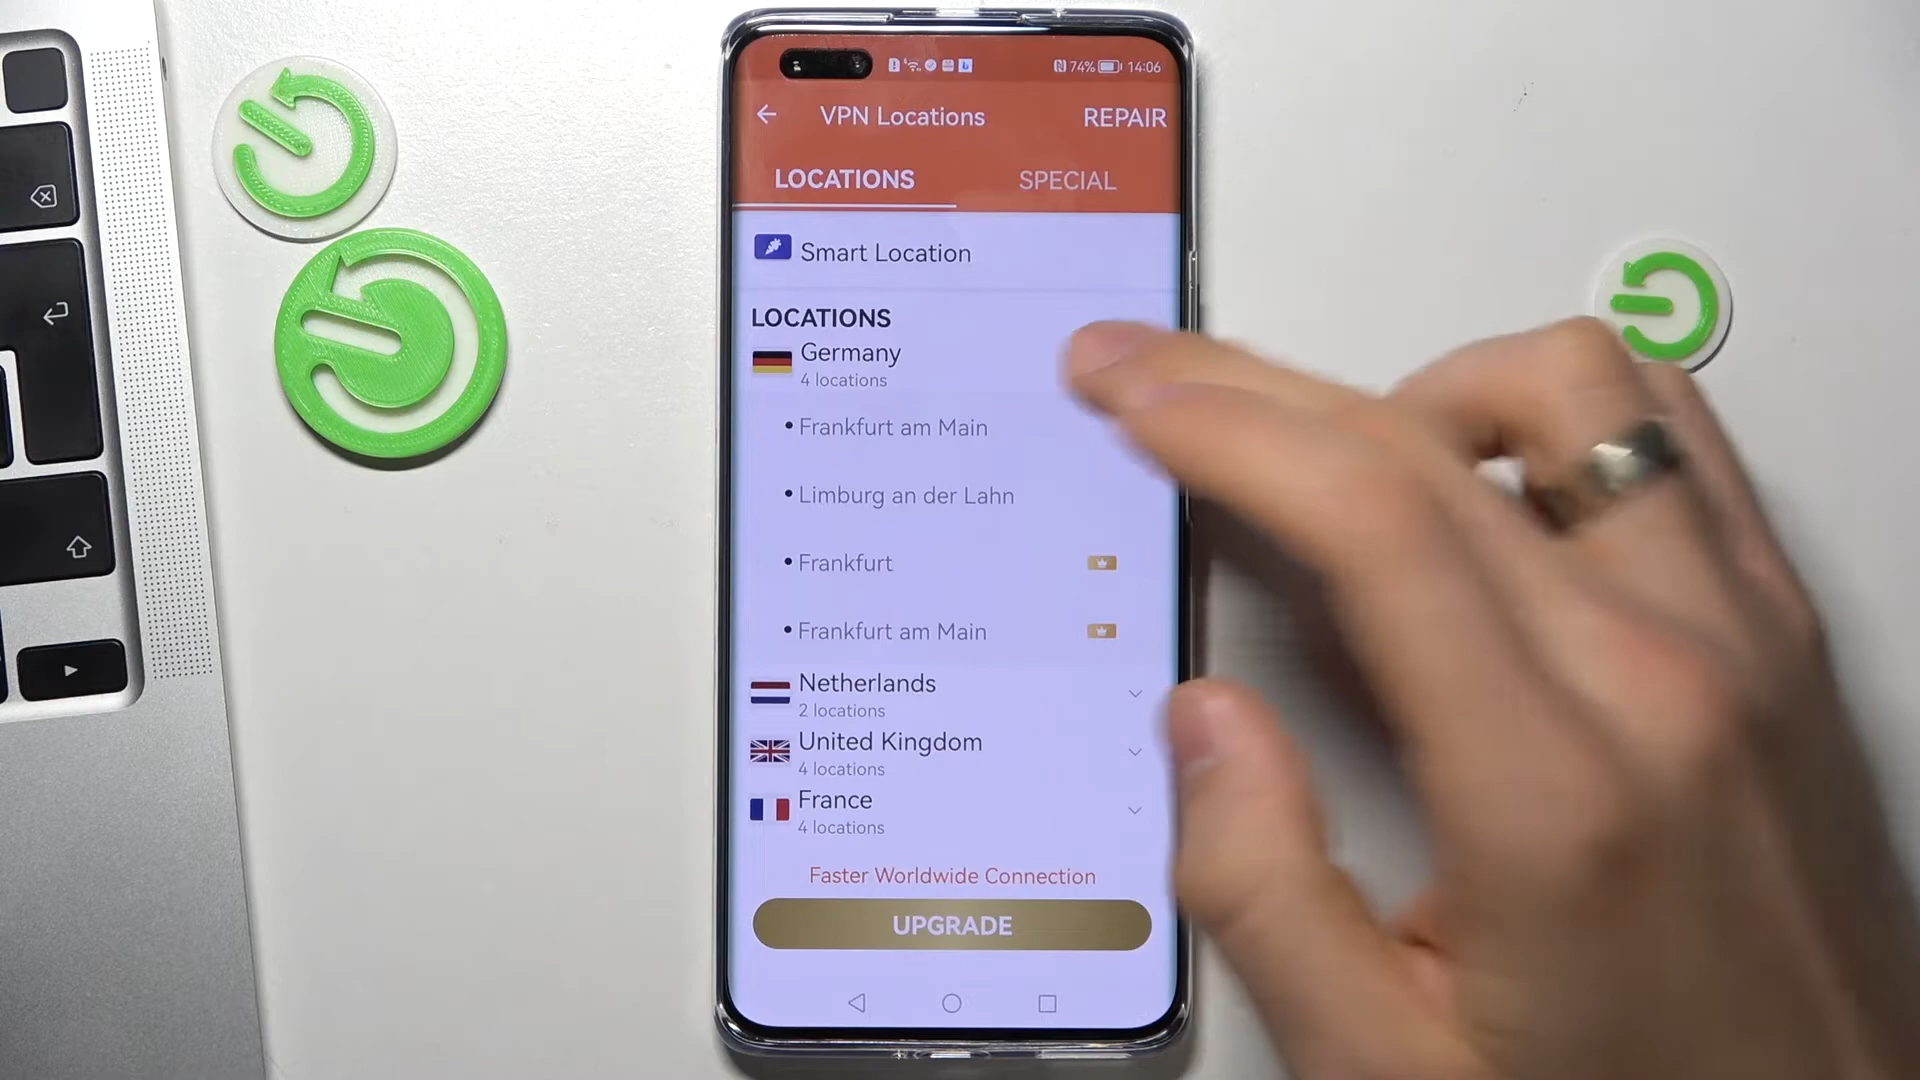 74% 14:06
VPN Locations REPAIR
LOCATIONS SPECIAL
Smart Location
LOCATIONS
Germany
4 locations
• Frankfurt am Main
• Limburg an der Lahn
• Frankfurt
• Frankfurt am Main
Netherlands
2 locations
United Kingdom
4 locations
France
4 locations
Faster Worldwide Connection
UPGRADE